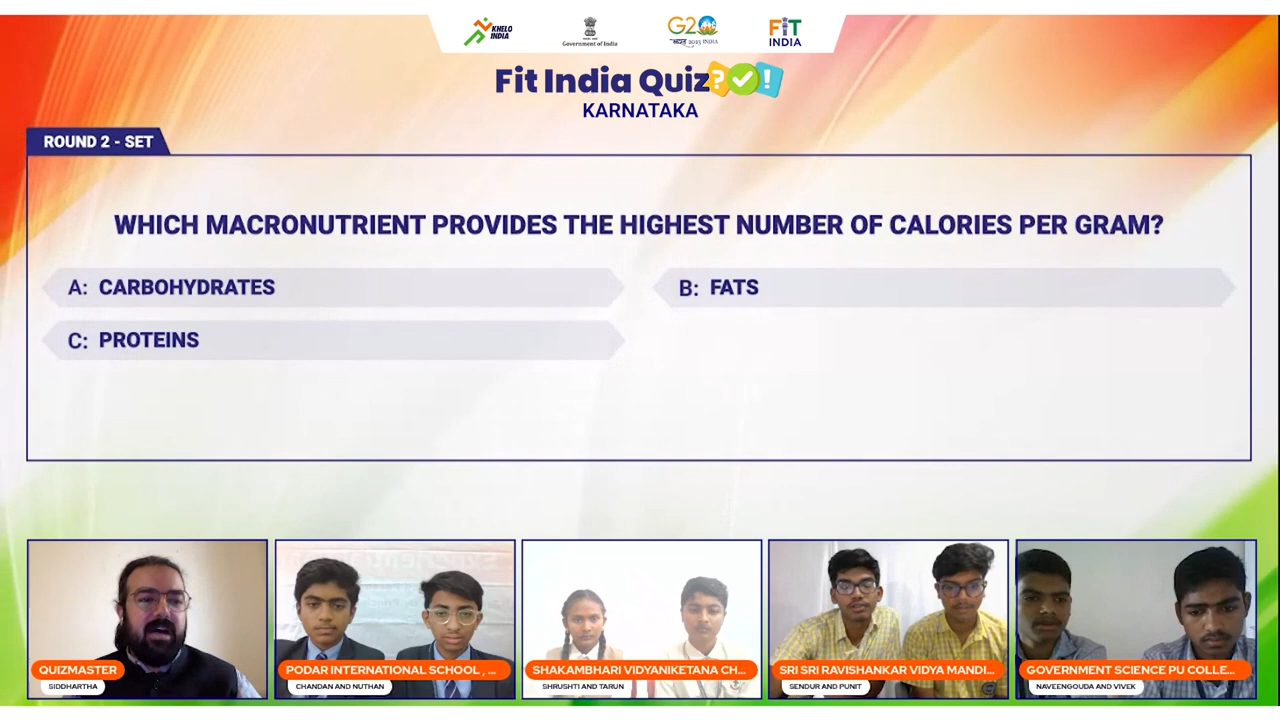 KHELO
INDIA
Government of India
G20
2023 INDIA
FiT
INDIA
Fit India Quiz?!
KARNATAKA
ROUND 2 - SET
WHICH MACRONUTRIENT PROVIDES THE HIGHEST NUMBER OF CALORIES PER GRAM?
A: CARBOHYDRATES
B: FATS
C: PROTEINS
QUIZMASTER
SIDDHARTHA
PODAR INTERNATIONAL SCHOOL , ...
CHANDAN AND NUTHAN
SHAKAMBHARI VIDYANIKETANA CH...
SHRUSHTI AND TARUN
SRI SRI RAVISHANKAR VIDYA MANDI...
SENDUR AND PUNIT
GOVERNMENT SCIENCE PU COLLE...
NAVEENGOUDA AND VIVEK